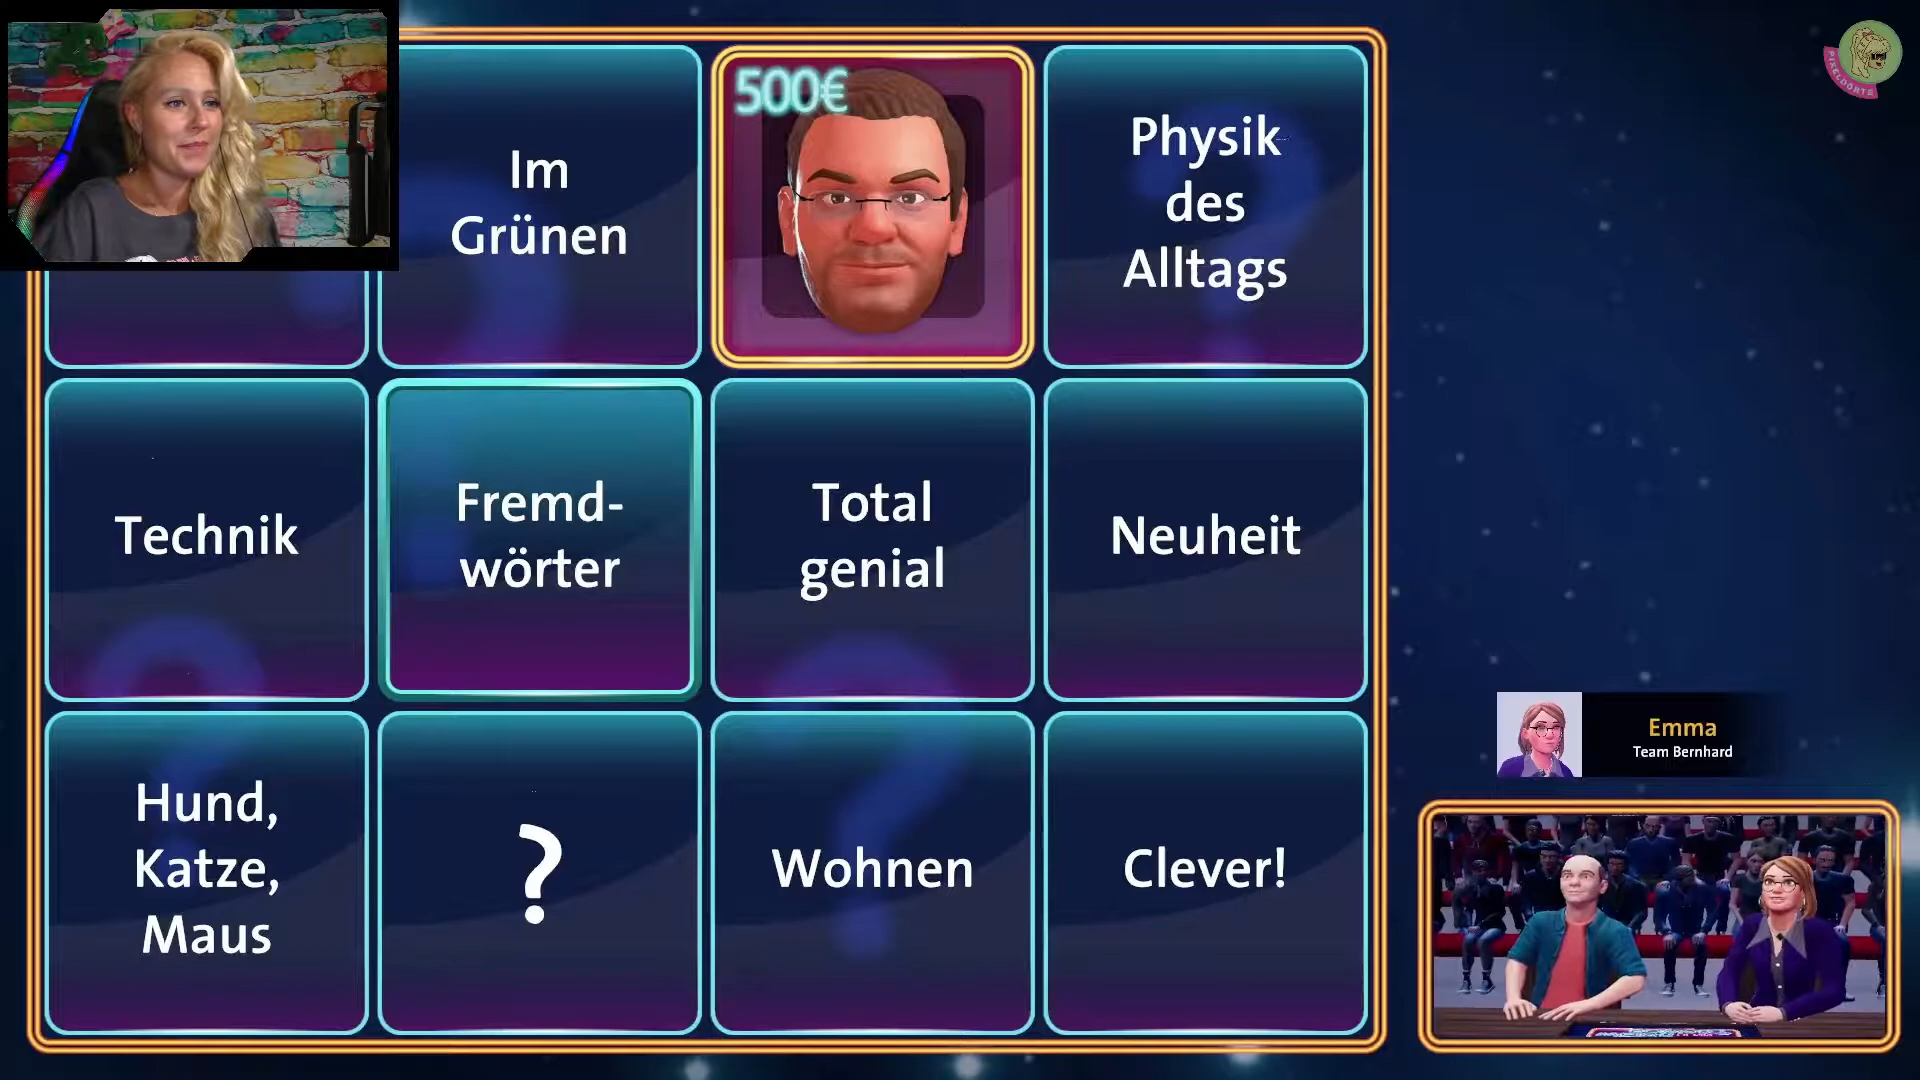 Im
Grünen
500€
Physik
des
Alltags
PIXELDÖRTE
Technik
Fremd-
wörter
Total
genial
Neuheit
Hund,
Katze,
Maus
?
Wohnen
Clever!
Emma
Team Bernhard